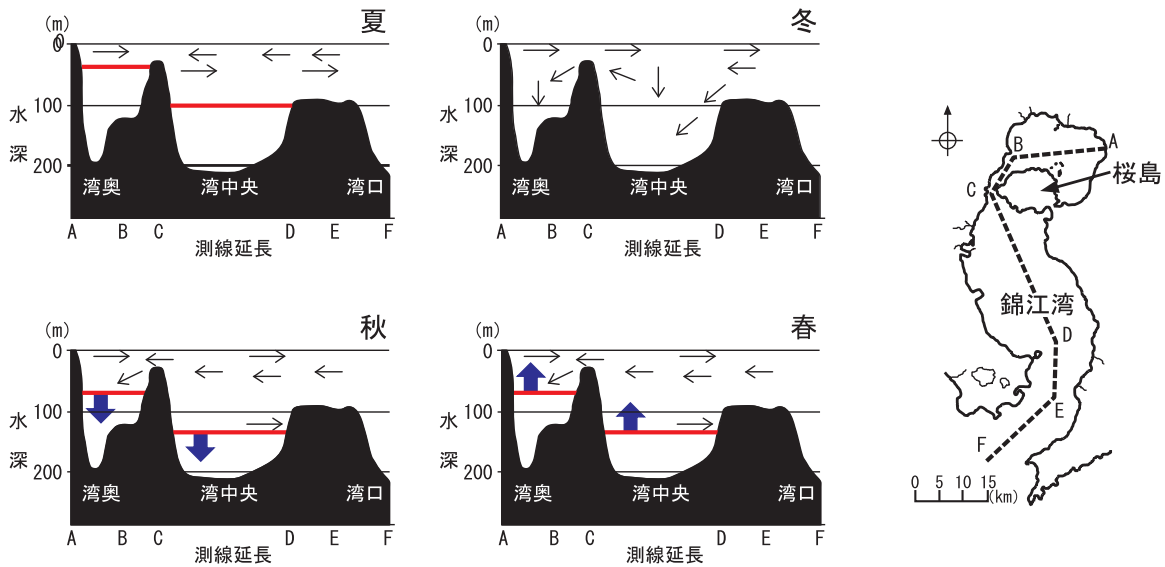 (m)
夏
0
0
水 100
深
200
湾奥 湾中央 湾口
A B C D E F
測線延長
(m)
冬
0
水 100
深
200
湾奥 湾中央 湾口
A B C D E F
測線延長
(m)
秋
0
100
水
深
200
湾奥 湾中央 湾口
A B C D E F
測線延長
(m)
春
0
100
水
深
200
湾奥 湾中央 湾口
A B C D E F
測線延長
A
B
桜島
C
錦江湾
D
E
F
0 5 10 15
(km)